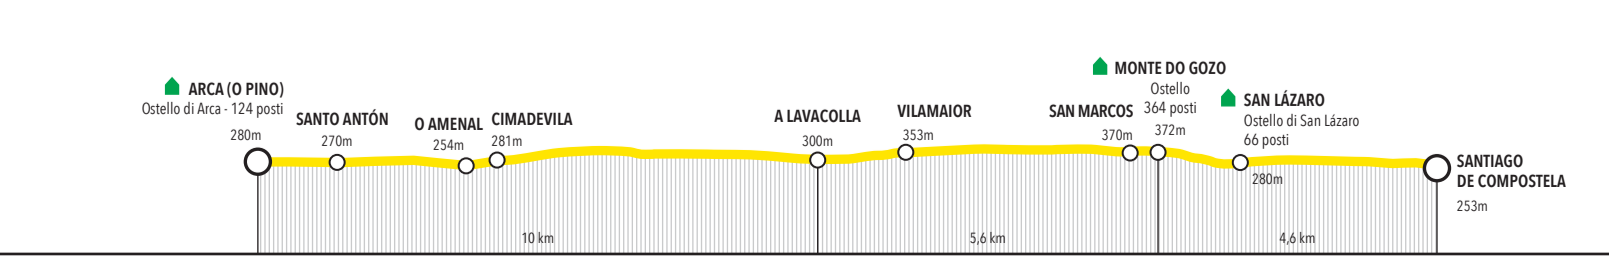 ARCA (O PINO)
Ostello di Arca - 124 posti
280m
SANTO ANTÓN
270m
O AMENAL
254m
CIMADEVILA
281m
A LAVACOLLA
300m
VILAMAIOR
353m
SAN MARCOS
370m
MONTE DO GOZO
Ostello
364 posti
372m
SAN LÁZARO
Ostello di San Lázaro
66 posti
280m
SANTIAGO
DE COMPOSTELA
253m
10 km
5,6 km
4,6 km